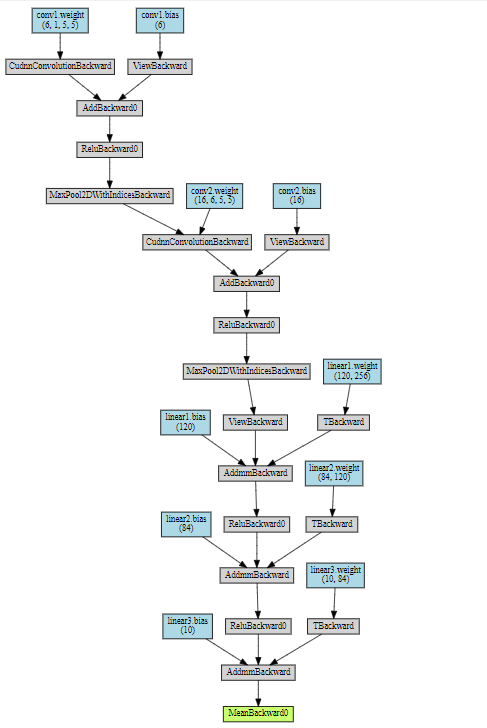 conv1.weight
(6, 1, 5, 5)
conv1.bias
(6)
CudnnConvolutionBackward
ViewBackward
AddBackward0
ReluBackward0
MaxPool2DWithIndicesBackward
conv2.weight
(16, 6, 5, 5)
conv2.bias
(16)
CudnnConvolutionBackward
ViewBackward
AddBackward0
ReluBackward0
MaxPool2DWithIndicesBackward
linear1.weight
(120, 256)
linear1.bias
(120)
ViewBackward
TBackward
AddmmBackward
linear2.weight
(84, 120)
linear2.bias
(84)
ReluBackward0
TBackward
AddmmBackward
linear3.weight
(10, 84)
linear3.bias
(10)
ReluBackward0
TBackward
AddmmBackward
MeanBackward0